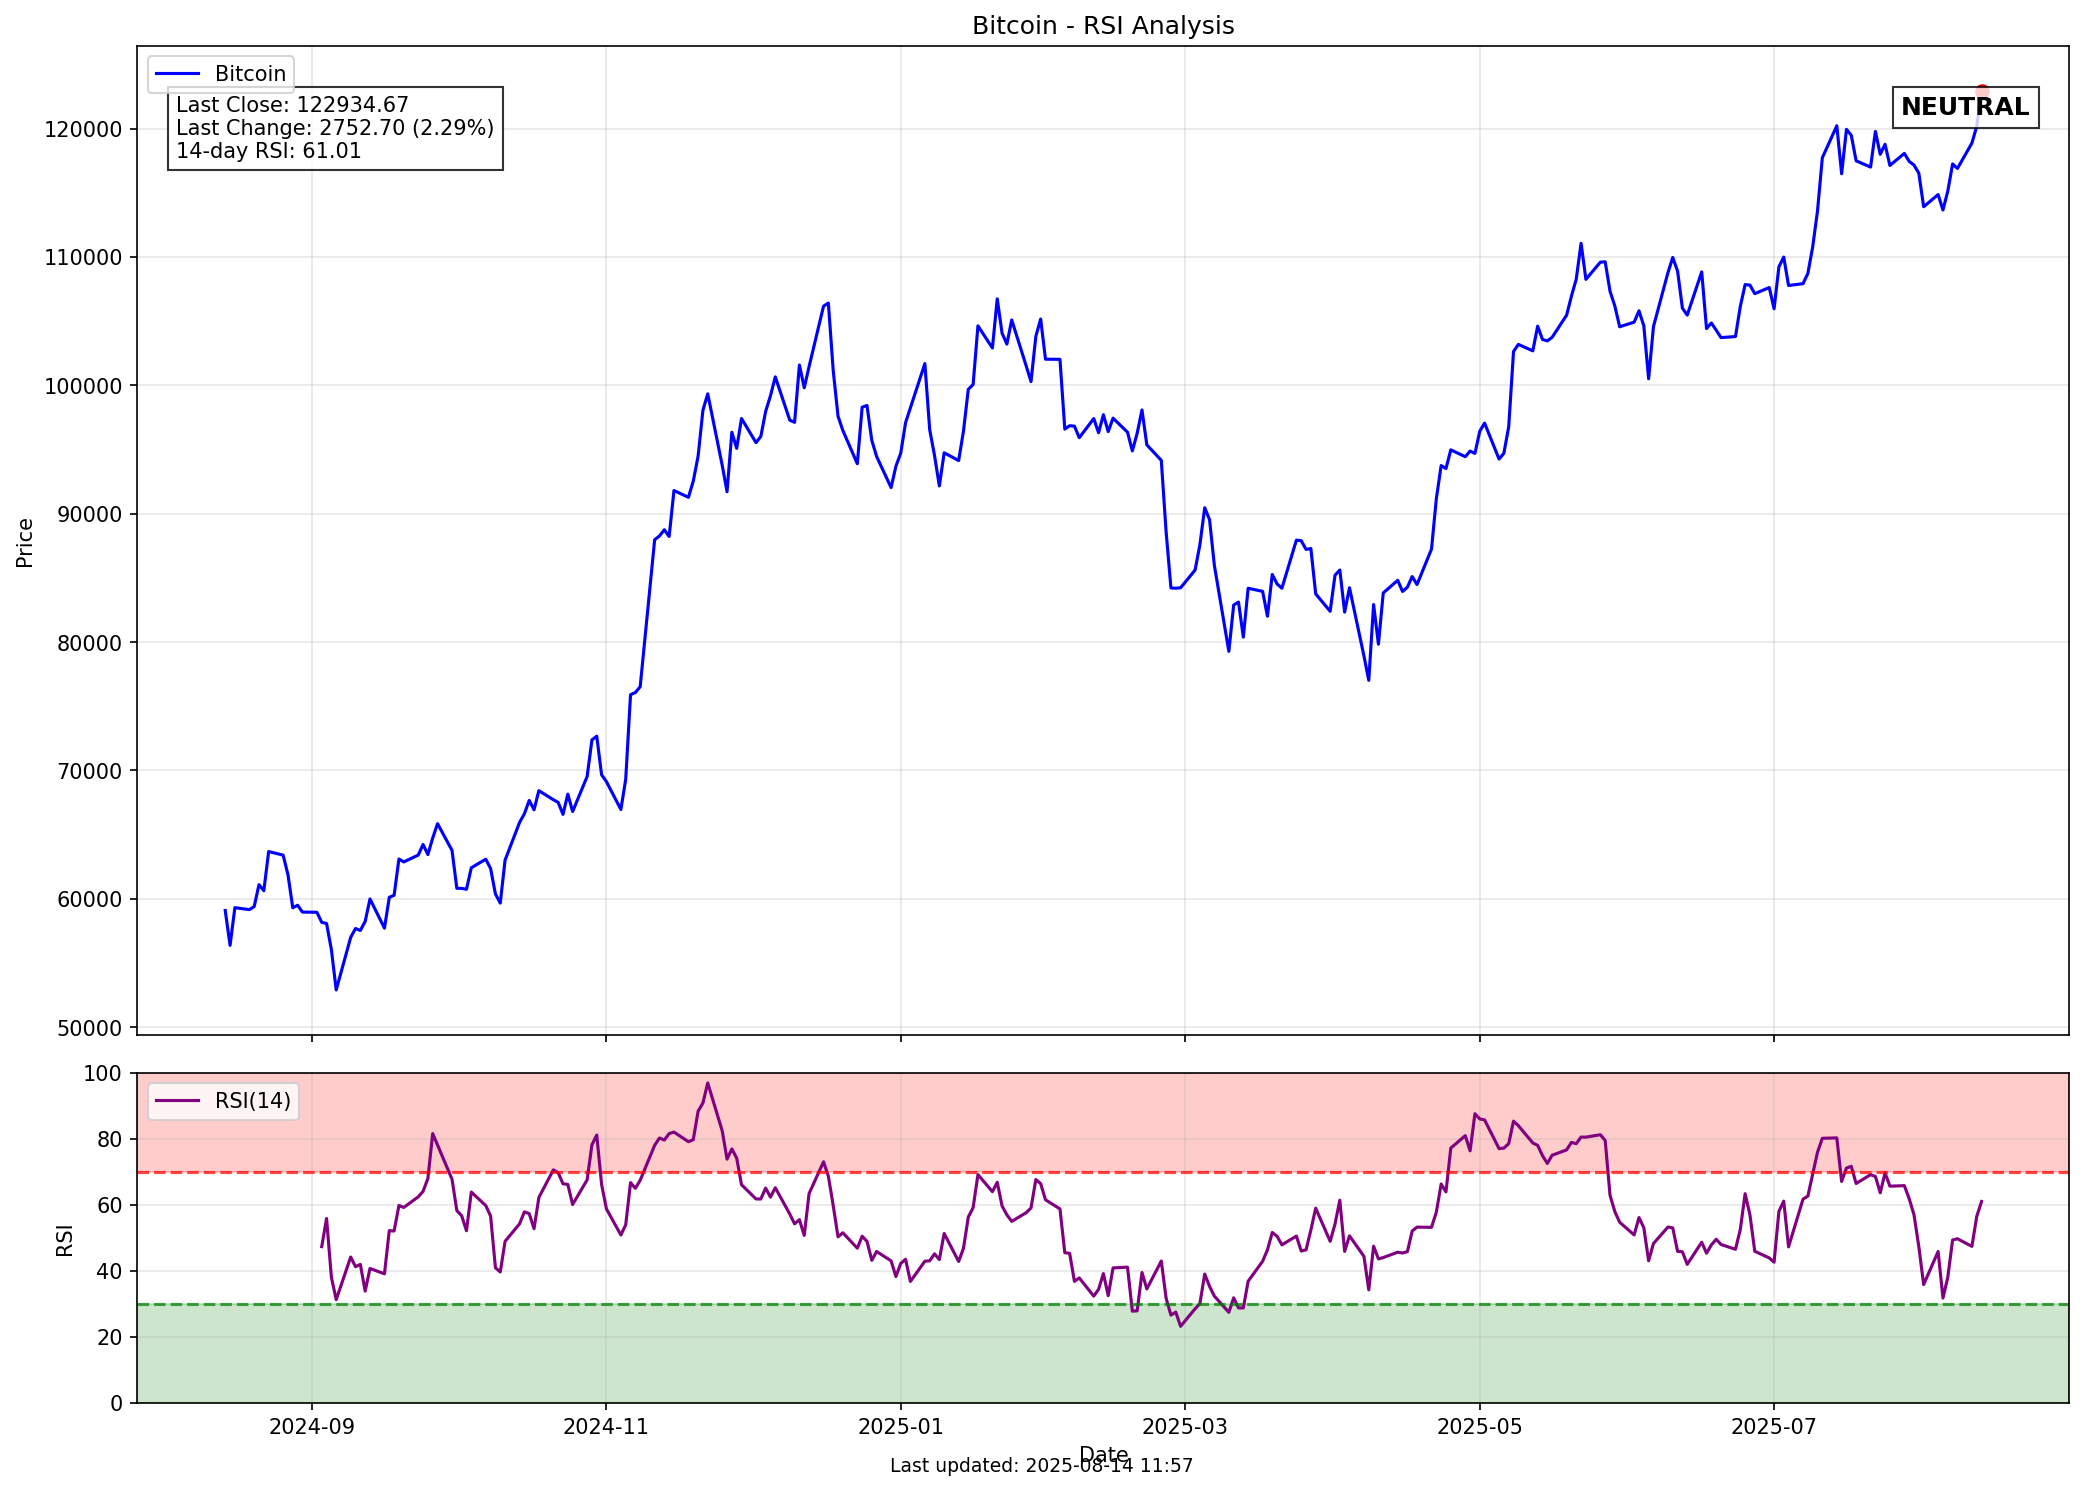 Bitcoin - RSI Analysis
Bitcoin
Last Close: 122934.67
Last Change: 2752.70 (2.29%)
14-day RSI: 61.01
NEUTRAL
120000
110000
100000
90000
80000
70000
60000
50000
Price
RSI(14)
100
80
60
40
20
0
RSI
2024-09
2024-11
2025-01
2025-03
2025-05
2025-07
Date
Last updated: 2025-08-14 11:57